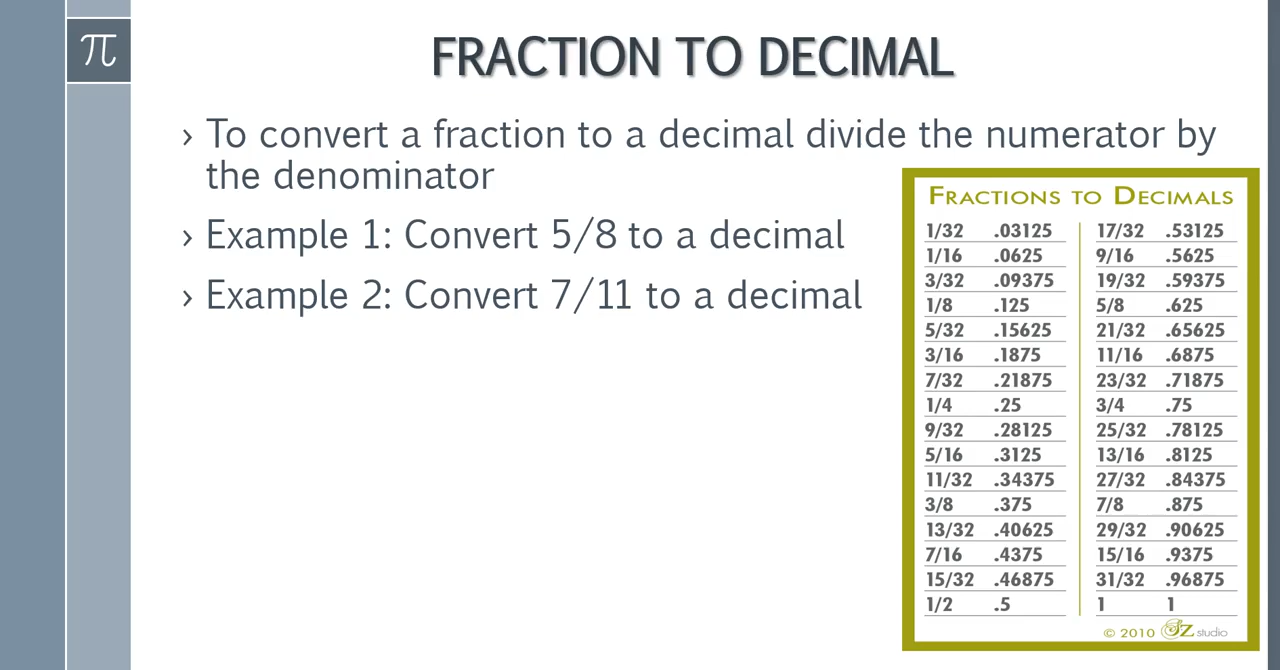 π
FRACTION TO DECIMAL
› To convert a fraction to a decimal divide the numerator by
the denominator
› Example 1: Convert 5/8 to a decimal
› Example 2: Convert 7/11 to a decimal
FRACTIONS TO DECIMALS
1/32 .03125 17/32 .53125
1/16 .0625 9/16 .5625
3/32 .09375 19/32 .59375
1/8 .125 5/8 .625
5/32 .15625 21/32 .65625
3/16 .1875 11/16 .6875
7/32 .21875 23/32 .71875
1/4 .25 3/4 .75
9/32 .28125 25/32 .78125
5/16 .3125 13/16 .8125
11/32 .34375 27/32 .84375
3/8 .375 7/8 .875
13/32 .40625 29/32 .90625
7/16 .4375 15/16 .9375
15/32 .46875 31/32 .96875
1/2 .5 1 1
© 2010 SZ studio